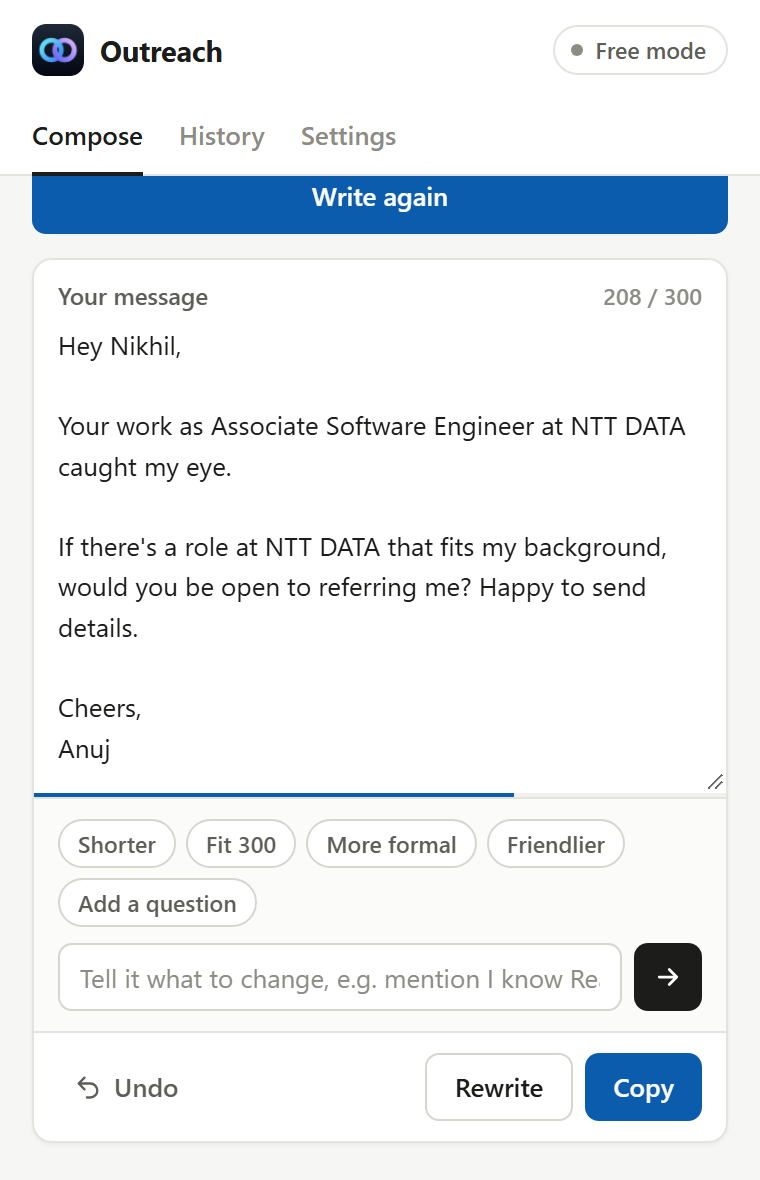 Outreach
Free mode
Compose
History
Settings
Write again
Your message
208 / 300
Hey Nikhil,
Your work as Associate Software Engineer at NTT DATA
caught my eye.
If there's a role at NTT DATA that fits my background,
would you be open to referring me? Happy to send
details.
Cheers,
Anuj
Shorter
Fit 300
More formal
Friendlier
Add a question
Tell it what to change, e.g. mention I know
Undo
Rewrite
Copy